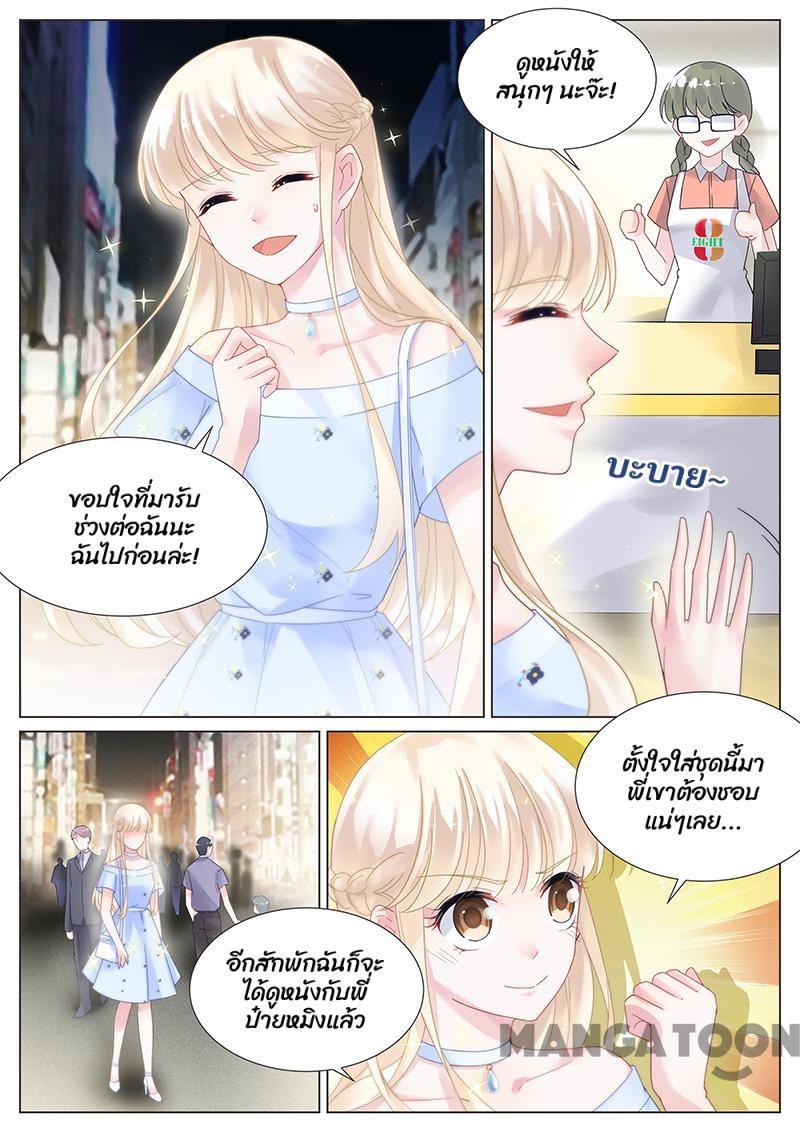 ขอบใจที่มารับ
ช่วงต่อฉันนะ
ฉันไปก่อนล่ะ!
ดูหนังให้
สนุกๆ นะจ๊ะ!
EIGHT
บะบาย~
อีกสักพักฉันก็จะ
ได้ดูหนังกับพี่
ป๋ายหมิงแล้ว
ตั้งใจใส่ชุดนี้มา
พี่เขาต้องชอบ
แน่ๆเลย...
MANGATOON